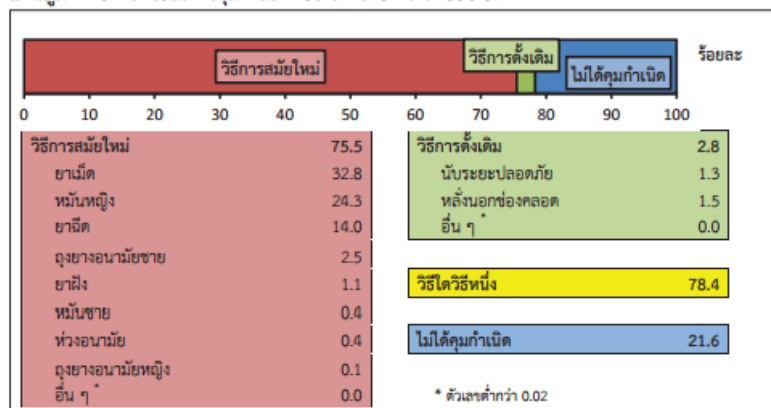 วิธีการสมัยใหม่ วิธีการดั้งเดิม ไม่ได้คุมกำเนิด ร้อยละ
0 10 20 30 40 50 60 70 80 90 100
วิธีการสมัยใหม่ 75.5
ยาเม็ด 32.8
หมันหญิง 24.3
ยาฉีด 14.0
ถุงยางอนามัยชาย 2.5
ยาฝัง 1.1
หมันชาย 0.4
ห่วงอนามัย 0.4
ถุงยางอนามัยหญิง 0.1
อื่น ๆ * 0.0
วิธีการดั้งเดิม 2.8
นับระยะปลอดภัย 1.3
หลั่งนอกช่องคลอด 1.5
อื่น ๆ * 0.0
วิธีใดวิธีหนึ่ง 78.4
ไม่ได้คุมกำเนิด 21.6
* ตัวเลขต่ำกว่า 0.02